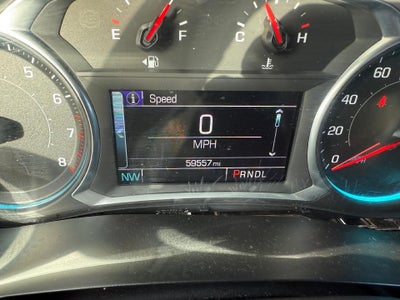 E F C H
i Speed
0
MPH
59557 mi
NW PRNDL
5
6
7
8
60
40
20
0